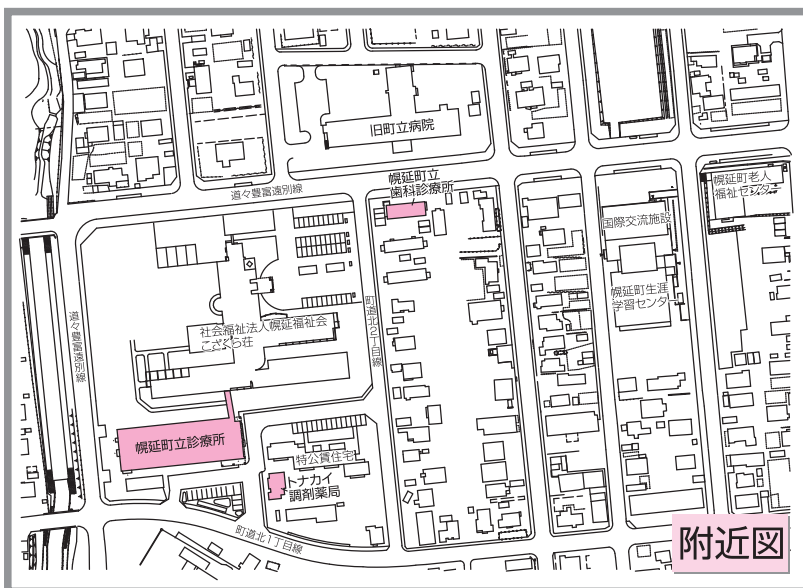 旧町立病院
幌延町立
歯科診療所
道々豊富遠別線
幌延町老人
福祉センター
国際交流施設
幌延町生涯
学習センター
町道北2丁目線
道々豊富遠別線
社会福祉法人幌延福祉会
こざくら荘
幌延町立診療所
特公賃住宅
トナカイ
調剤薬局
町道北1丁目線
附近図